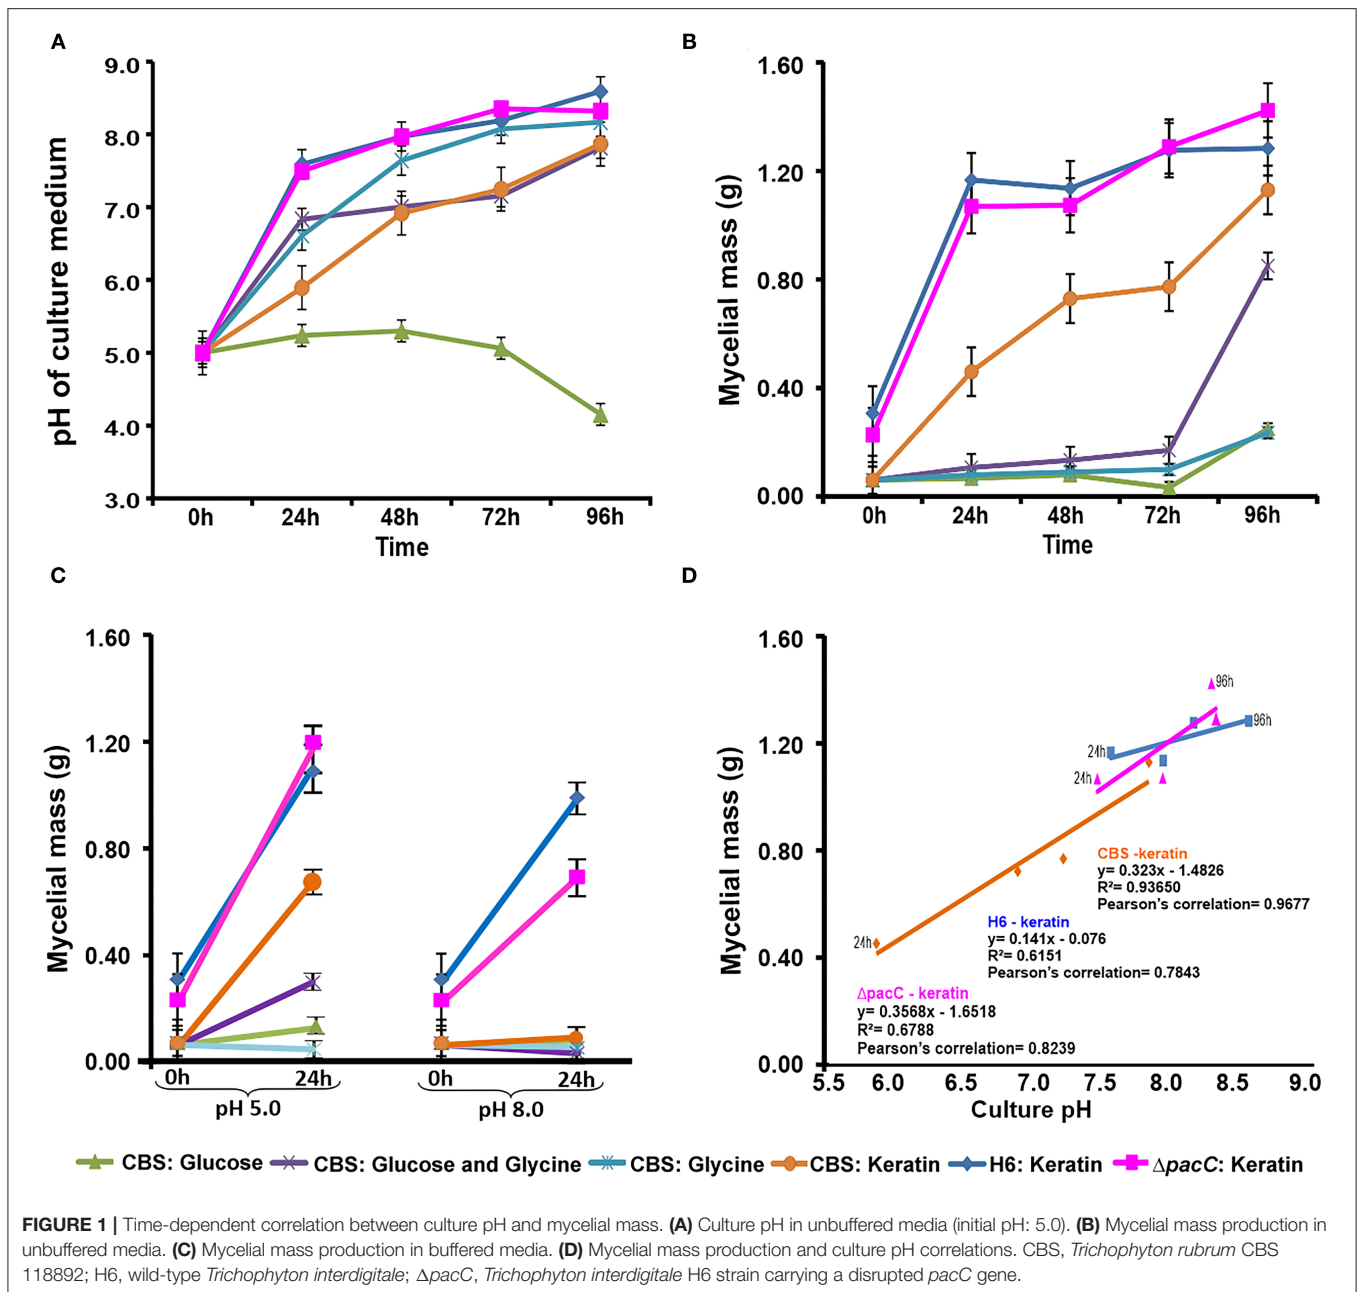 A
9.0
8.0
7.0
6.0
5.0
4.0
3.0
pH of culture medium
0h 24h 48h 72h 96h
Time
B
1.60
1.20
0.80
0.40
0.00
Mycelial mass (g)
0h 24h 48h 72h 96h
Time
C
1.60
1.20
0.80
0.40
0.00
Mycelial mass (g)
0h 24h 0h 24h
pH 5.0 pH 8.0
D
1.60
1.20
0.80
0.40
0.00
Mycelial mass (g)
96h
96h
24h
24h
24h
CBS -keratin
y= 0.323x - 1.4826
R²= 0.93650
Pearson's correlation= 0.9677
H6 - keratin
y= 0.141x - 0.076
R²= 0.6151
Pearson's correlation= 0.7843
ΔpacC - keratin
y= 0.3568x - 1.6518
R²= 0.6788
Pearson's correlation= 0.8239
5.5 6.0 6.5 7.0 7.5 8.0 8.5 9.0
Culture pH
CBS: Glucose CBS: Glucose and Glycine CBS: Glycine CBS: Keratin H6: Keratin ΔpacC: Keratin
FIGURE 1 | Time-dependent correlation between culture pH and mycelial mass. (A) Culture pH in unbuffered media (initial pH: 5.0). (B) Mycelial mass production in
unbuffered media. (C) Mycelial mass production in buffered media. (D) Mycelial mass production and culture pH correlations. CBS, Trichophyton rubrum CBS
118892; H6, wild-type Trichophyton interdigitale; ΔpacC, Trichophyton interdigitale H6 strain carrying a disrupted pacC gene.